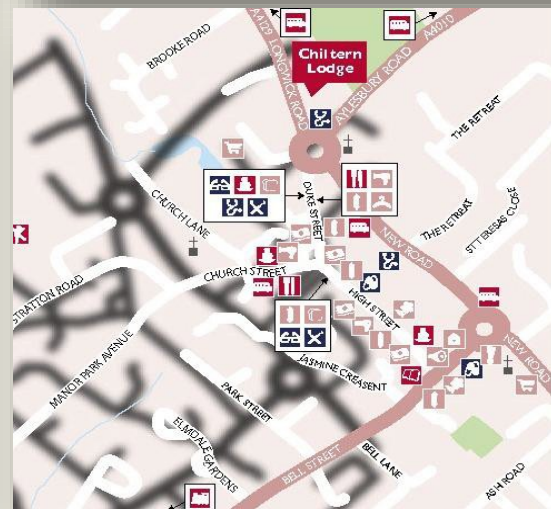 A4129 LONGWICK ROAD
A4010
AYLESBURY ROAD
BROOKE ROAD
Chiltern
Lodge
THE RETREAT
DUKE STREET
CHURCH LANE
THE RETREAT
ST TERESAS CLOSE
NEW ROAD
CHURCH STREET
STRATTON ROAD
HIGH STREET
MANOR PARK AVENUE
JASMINE CREASENT
NEW ROAD
PARK STREET
ELMDALE GARDENS
BELL STREET
BELL LANE
ASH ROAD